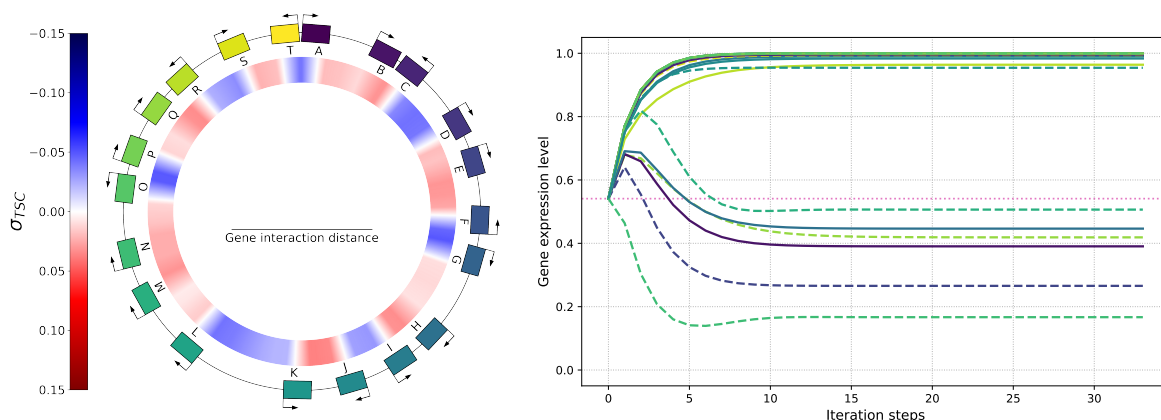 −0.15
−0.10
−0.05
0.00
0.05
0.10
0.15
σTSC
A
B
C
D
E
F
G
H
I
J
K
L
M
N
O
P
Q
R
S
T
Gene interaction distance
Gene expression level
1.0
0.8
0.6
0.4
0.2
0.0
0
5
10
15
20
25
30
Iteration steps